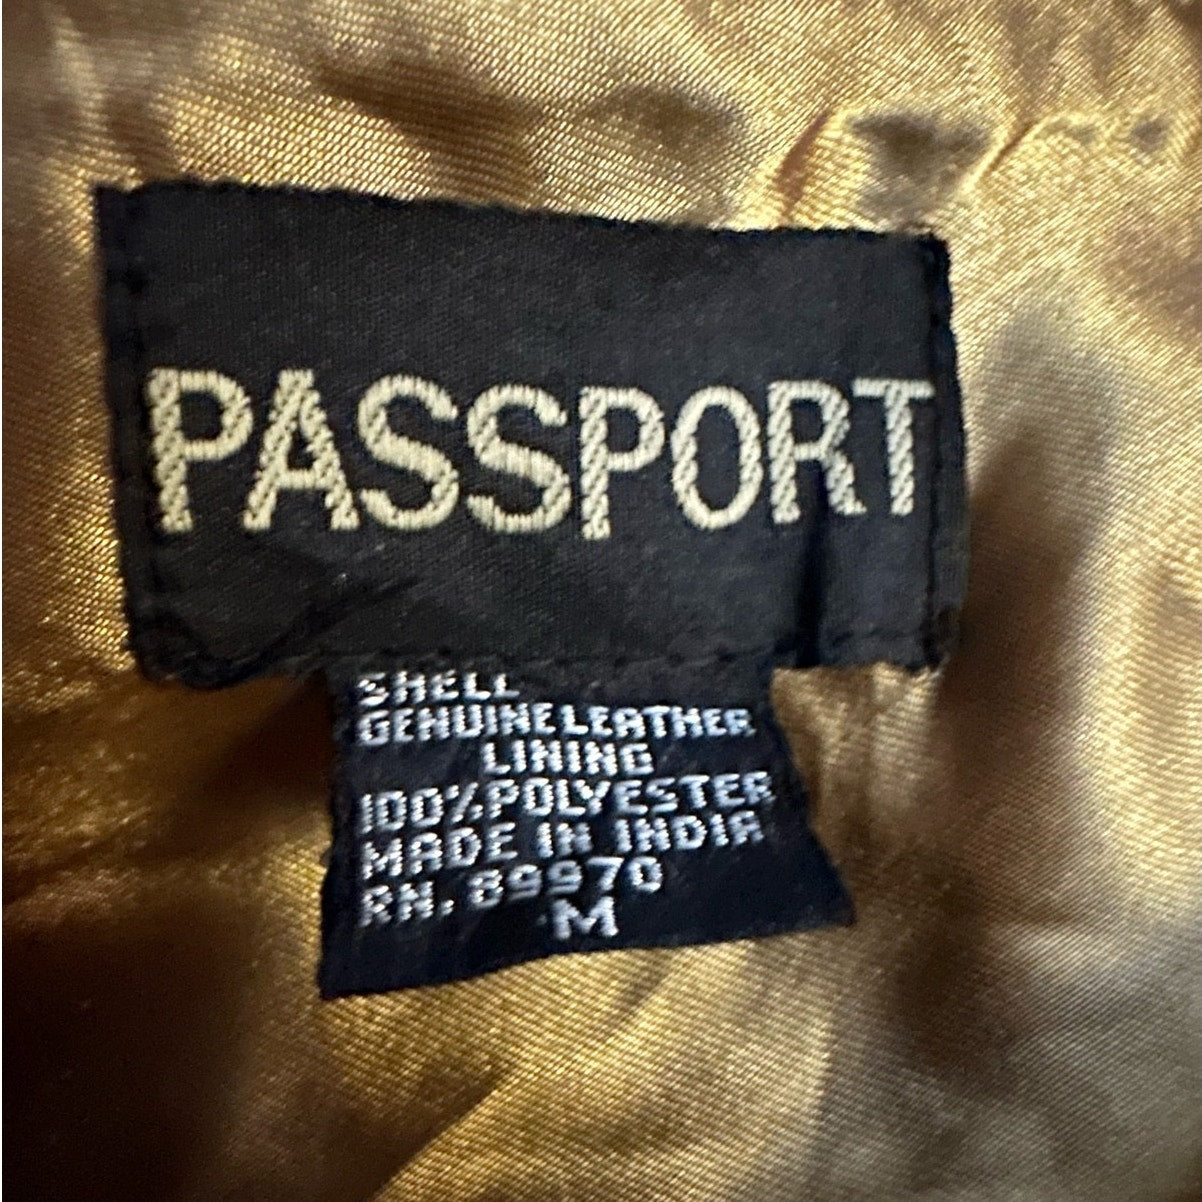 PASSPORT
SHELL
GENUINE LEATHER
LINING
100% POLYESTER
MADE IN INDIA
RN. 89970
M